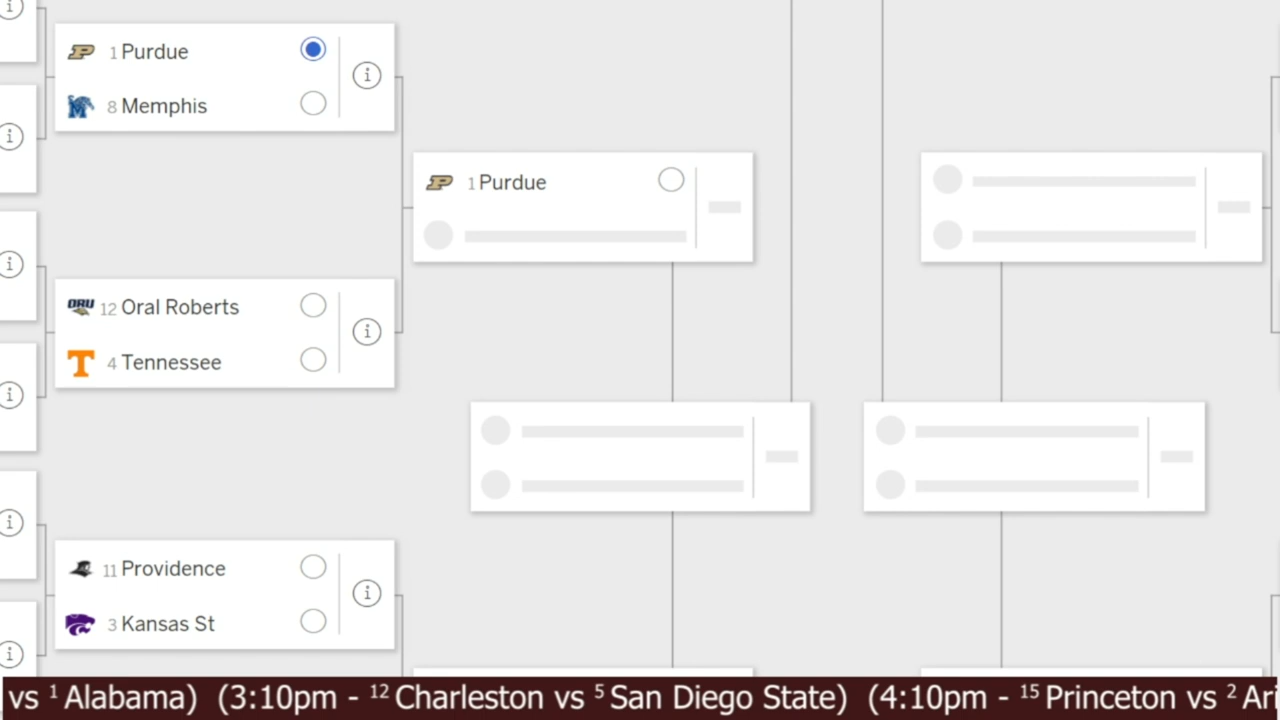 1 Purdue
8 Memphis
1 Purdue
12 Oral Roberts
4 Tennessee
11 Providence
3 Kansas St
vs 1 Alabama) (3:10pm - 12 Charleston vs 5 San Diego State) (4:10pm - 15 Princeton vs 2